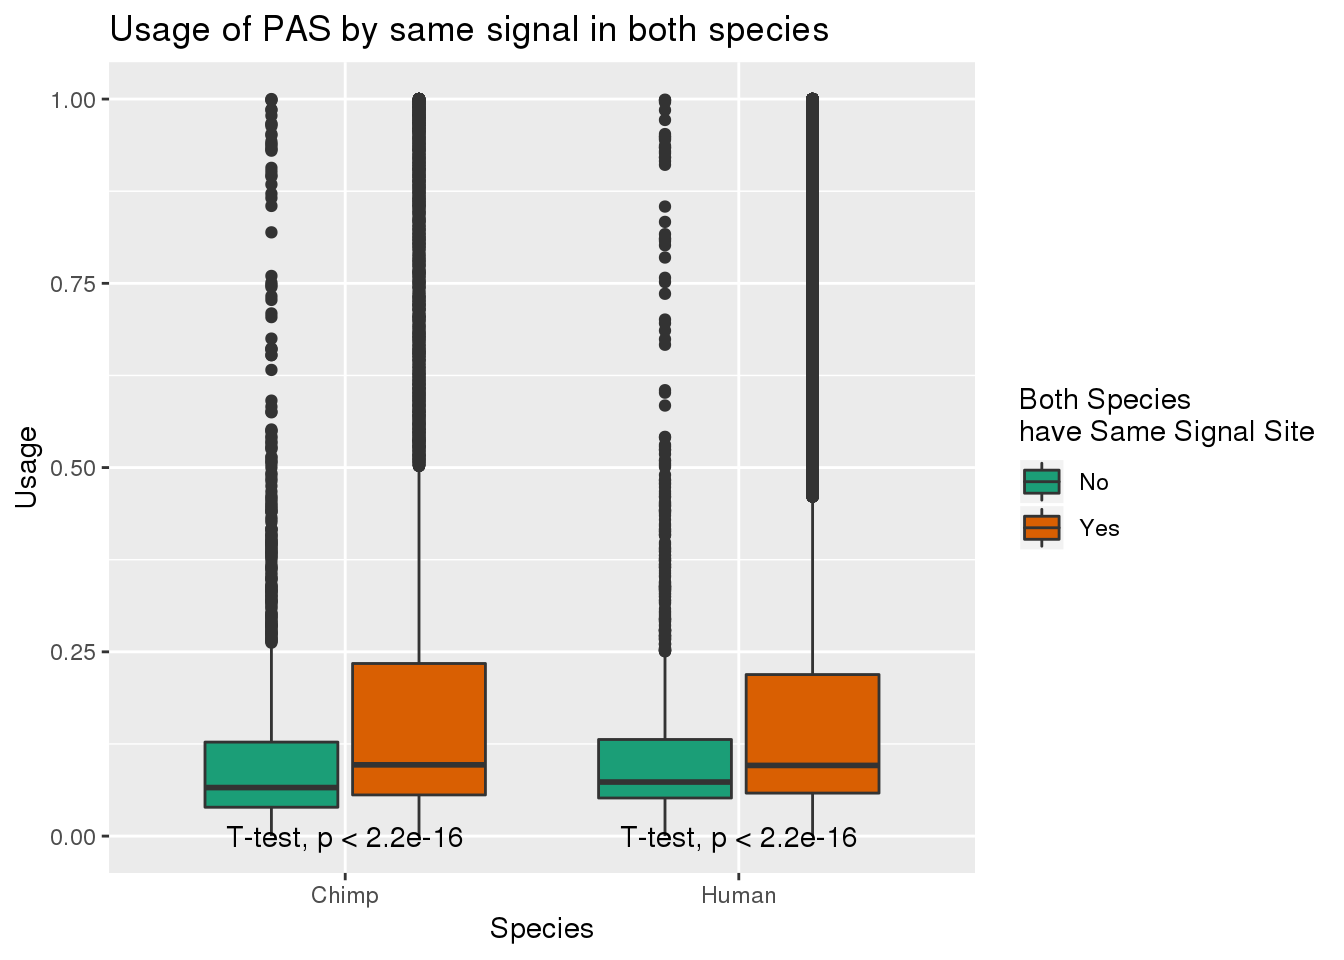 Usage of PAS by same signal in both species
1.00
0.75
0.50
0.25
0.00
Usage
T-test, p < 2.2e-16
T-test, p < 2.2e-16
Chimp
Human
Species
Both Species
have Same Signal Site
No
Yes